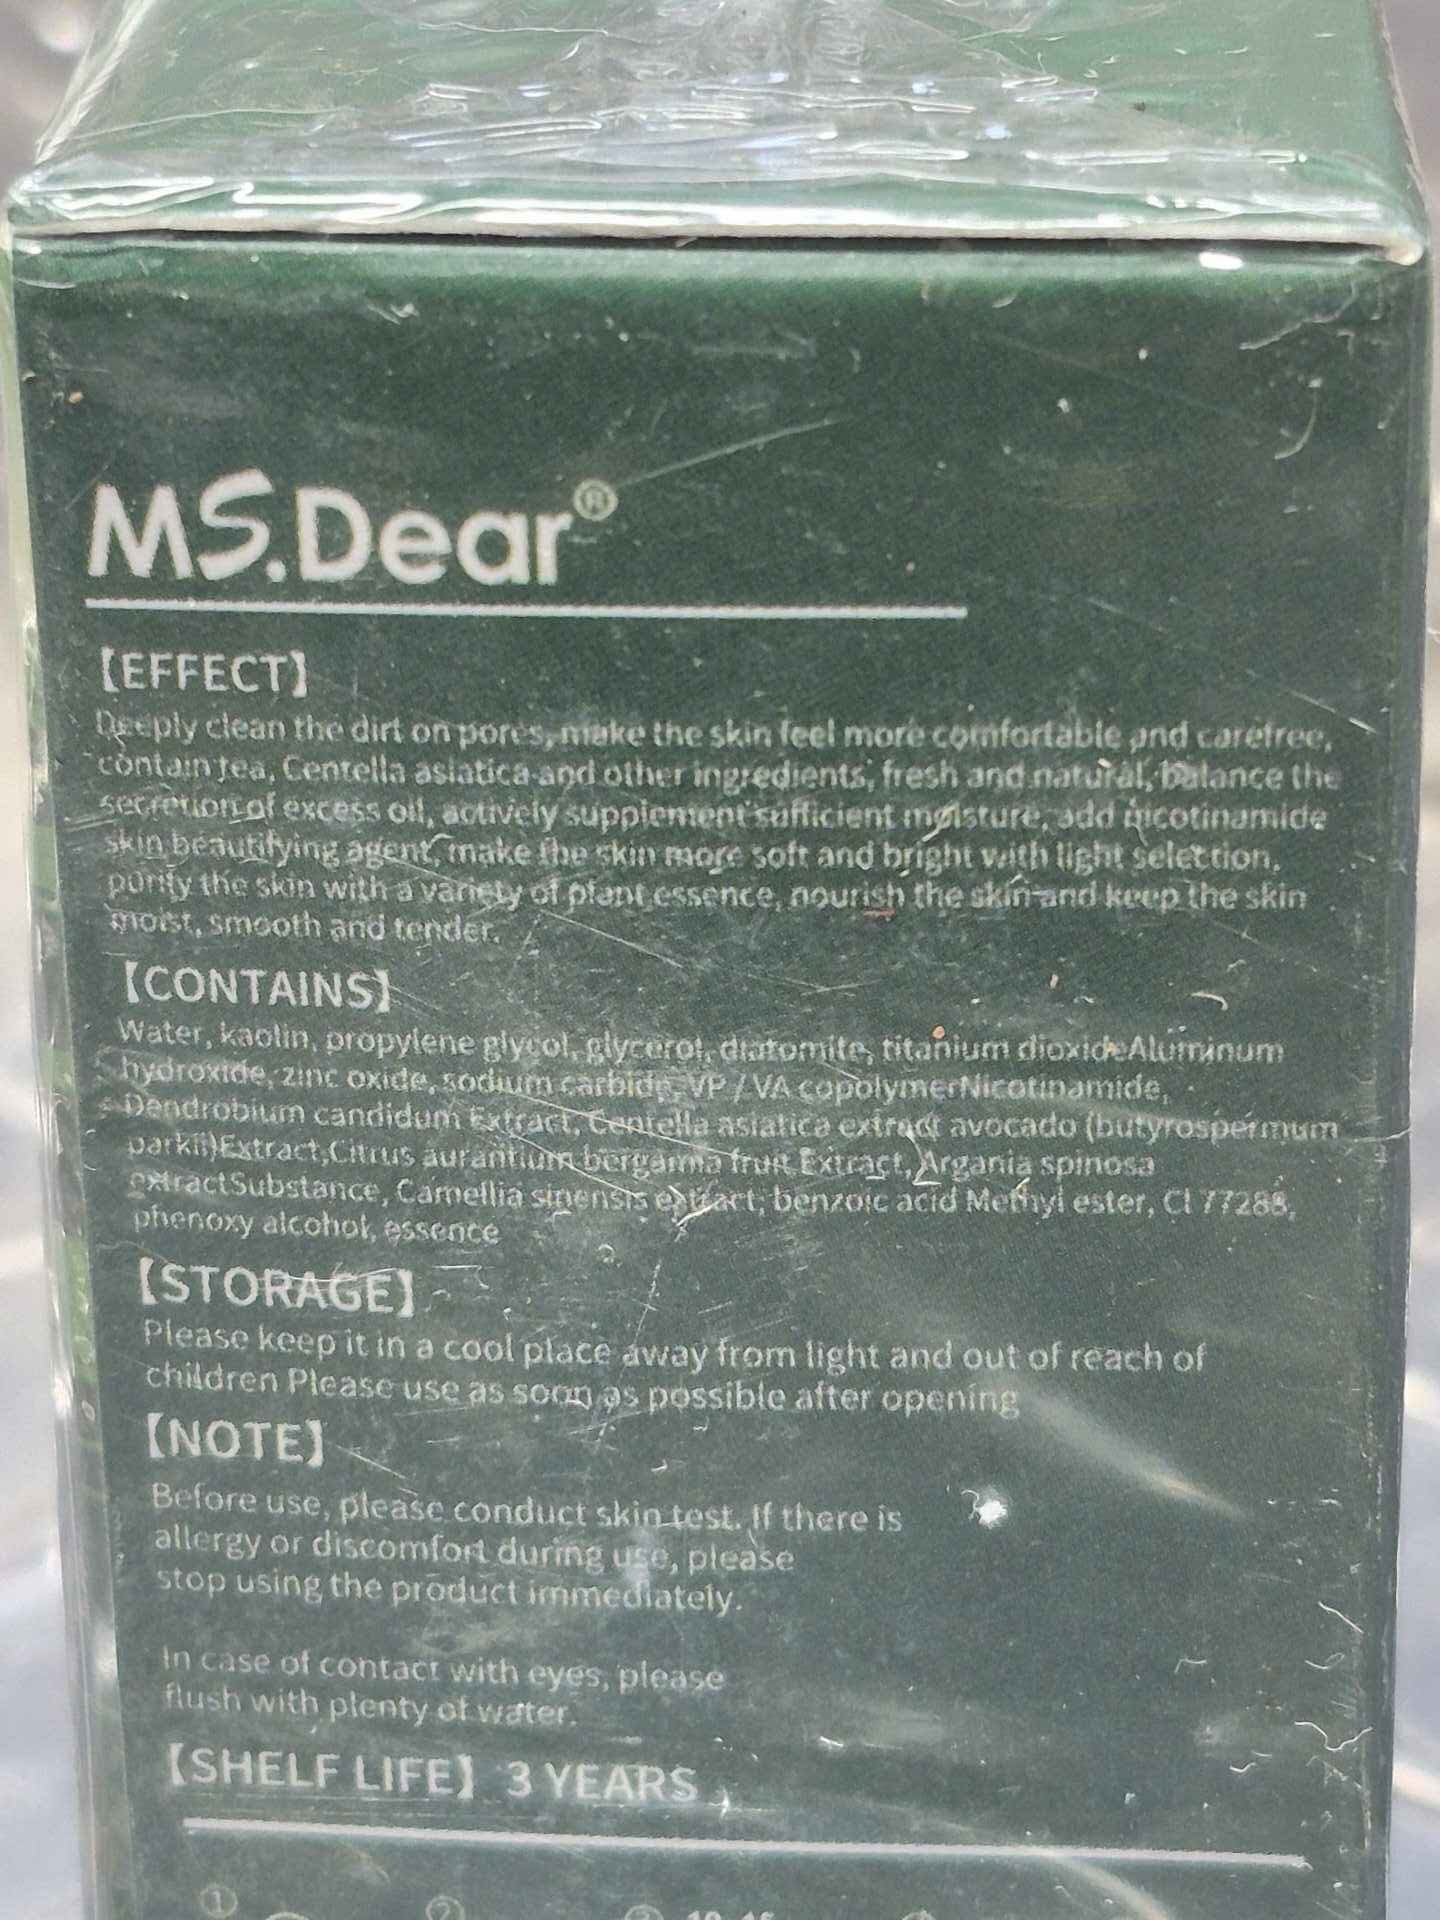 MS.Dear®
【EFFECT】
Deeply clean the dirt on pores, make the skin feel more comfortable and carefree,
contain tea, Centella asiatica and other ingredients, fresh and natural, balance the
secretion of excess oil, actively supplement sufficient moisture, add nicotinamide
skin beautifying agent, make the skin more soft and bright with light selection.
purify the skin with a variety of plant essence, nourish the skin and keep the skin
moist, smooth and tender.
【CONTAINS】
Water, kaolin, propylene glycol, glycerol, diatomite, titanium dioxideAluminum
hydroxide, zinc oxide, sodium carbide, VP / VA copolymerNicotinamide,
Dendrobium candidum Extract, Centella asiatica extract avocado (butyrospermum
parkii)Extract,Citrus aurantium bergamia fruit Extract, Argania spinosa
extractSubstance, Camellia sinensis extract; benzoic acid Methyl ester, CI 77288,
phenoxy alcohol, essence
【STORAGE】
Please keep it in a cool place away from light and out of reach of
children Please use as soon as possible after opening
【NOTE】
Before use, please conduct skin test. If there is
allergy or discomfort during use, please
stop using the product immediately.
In case of contact with eyes, please
flush with plenty of water.
【SHELF LIFE】 3 YEARS
① ②